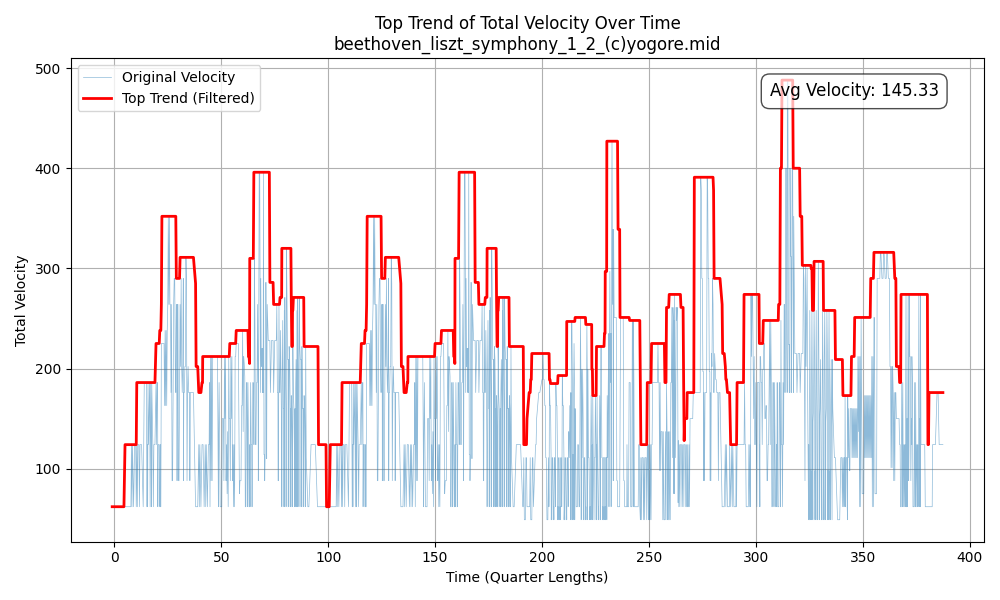 Top Trend of Total Velocity Over Time
beethoven_liszt_symphony_1_2_(c)yogore.mid
Original Velocity
Top Trend (Filtered)
Avg Velocity: 145.33
Total Velocity
500
400
300
200
100
0 50 100 150 200 250 300 350 400
Time (Quarter Lengths)